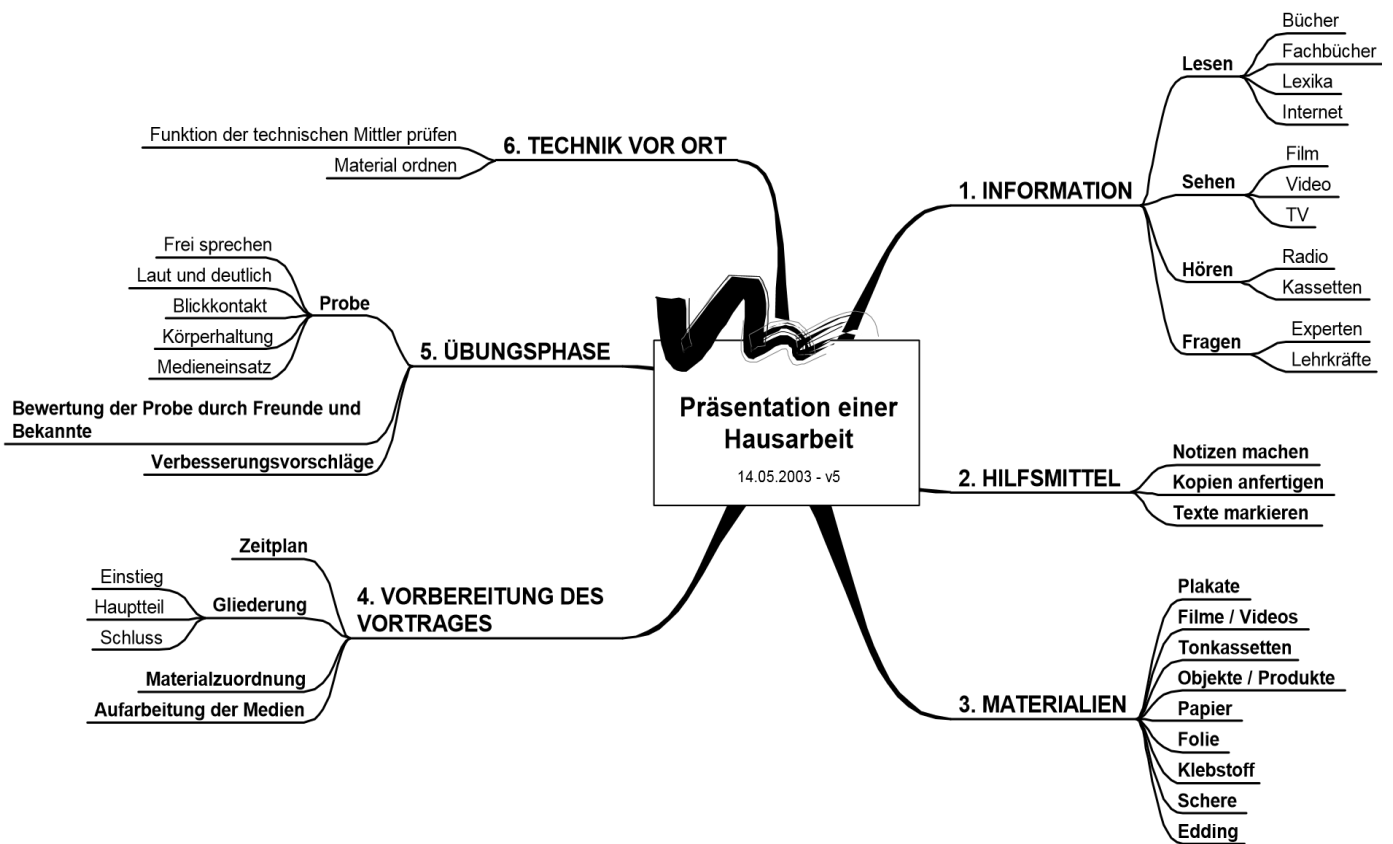 Präsentation einer
Hausarbeit
14.05.2003 - v5
1. INFORMATION
Lesen
Bücher
Fachbücher
Lexika
Internet
Sehen
Film
Video
TV
Hören
Radio
Kassetten
Fragen
Experten
Lehrkräfte
2. HILFSMITTEL
Notizen machen
Kopien anfertigen
Texte markieren
3. MATERIALIEN
Plakate
Filme / Videos
Tonkassetten
Objekte / Produkte
Papier
Folie
Klebstoff
Schere
Edding
4. VORBEREITUNG DES
VORTRAGES
Zeitplan
Gliederung
Einstieg
Hauptteil
Schluss
Materialzuordnung
Aufarbeitung der Medien
5. ÜBUNGSPHASE
Probe
Frei sprechen
Laut und deutlich
Blickkontakt
Körperhaltung
Medieneinsatz
Bewertung der Probe durch Freunde und
Bekannte
Verbesserungsvorschläge
6. TECHNIK VOR ORT
Funktion der technischen Mittler prüfen
Material ordnen